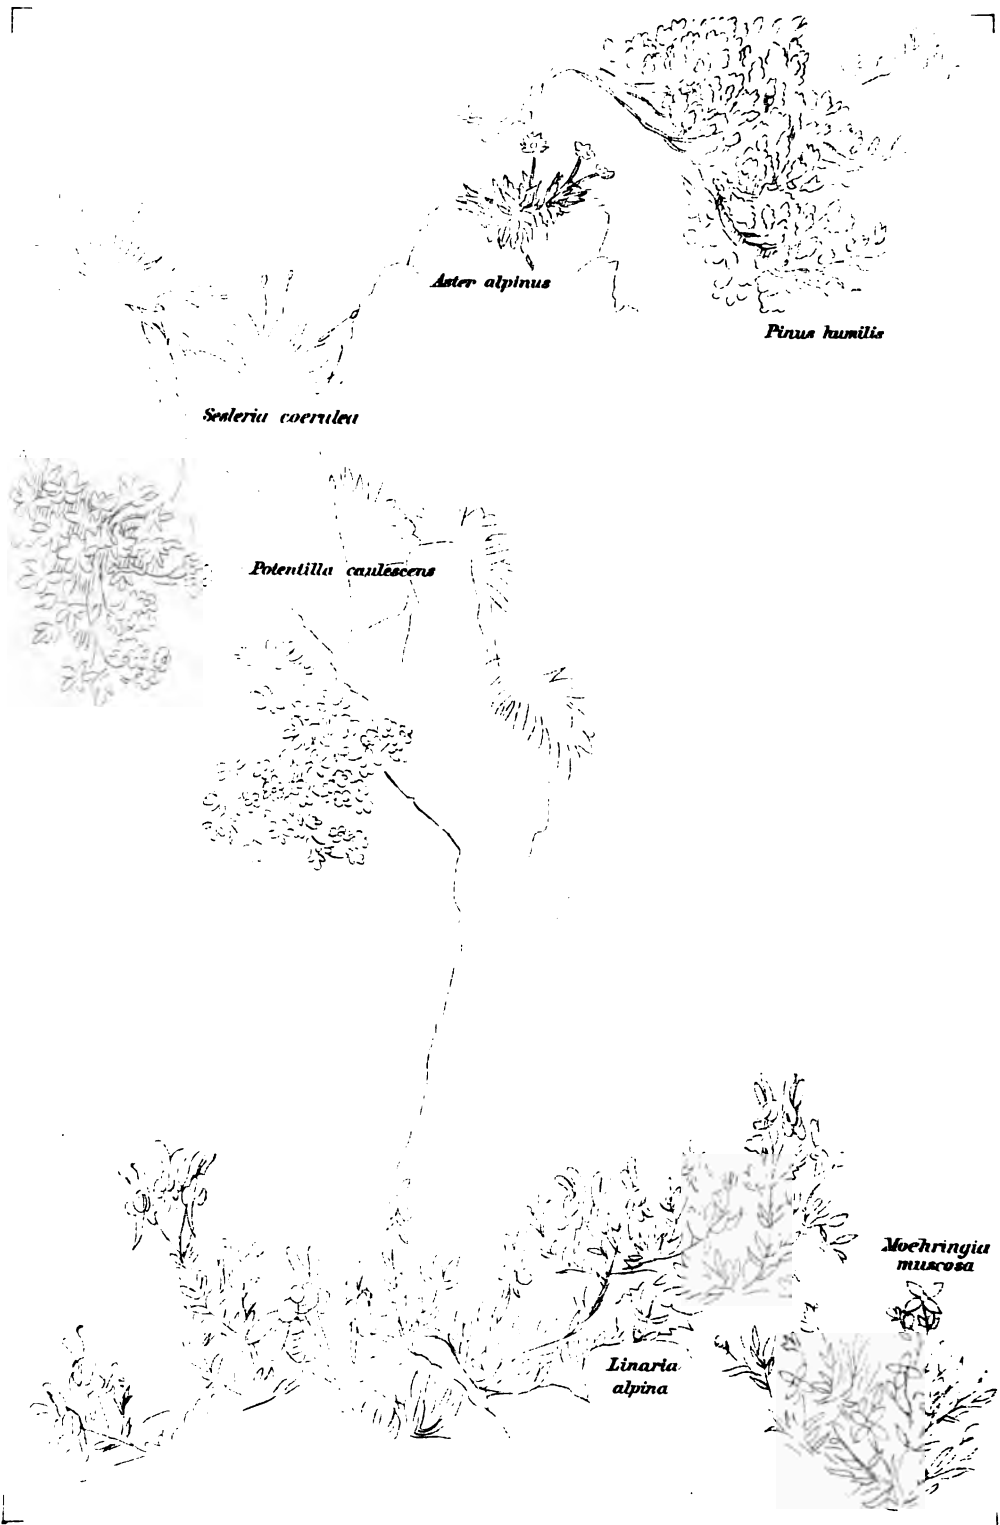 Aster alpinus
Pinus humilis
Sesleria coerulea
Potentilla caulescens
Moehringia
muscosa
Linaria
alpina